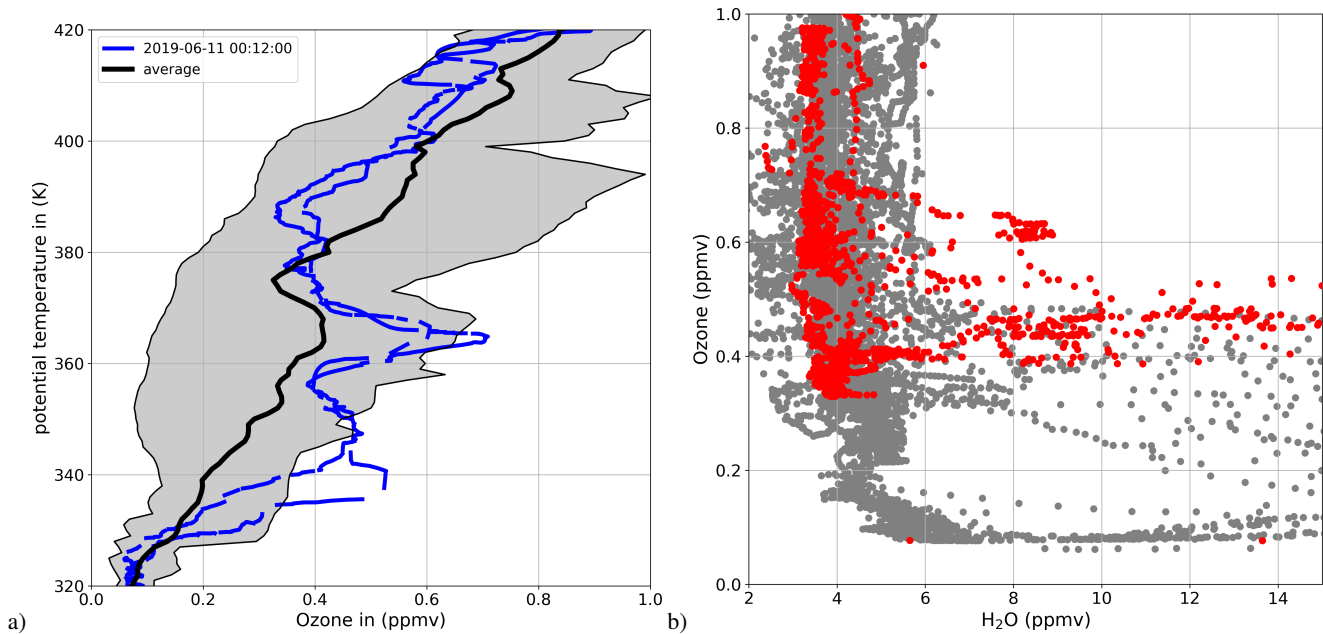 420
400
380
360
340
320
potential temperature in (K)
2019-06-11 00:12:00
average
0.0 0.2 0.4 0.6 0.8 1.0
Ozone in (ppmv)
a)
1.0
0.8
0.6
0.4
0.2
0.0
Ozone (ppmv)
2 4 6 8 10 12 14
H₂O (ppmv)
b)